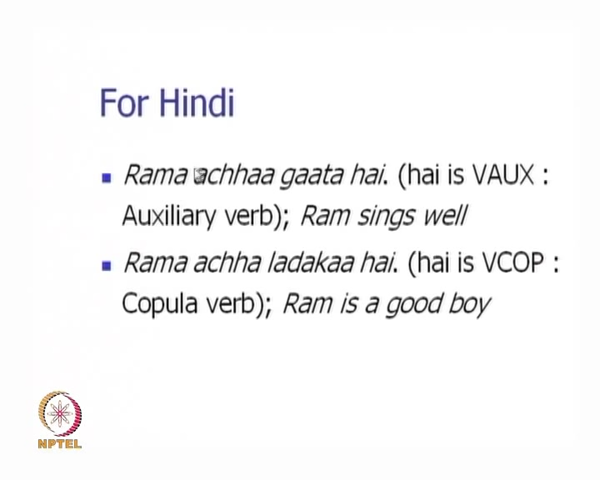 For Hindi
Rama achhaa gaata hai. (hai is VAUX :
Auxiliary verb); Ram sings well
Rama achha ladakaa hai. (hai is VCOP :
Copula verb); Ram is a good boy
NPTEL